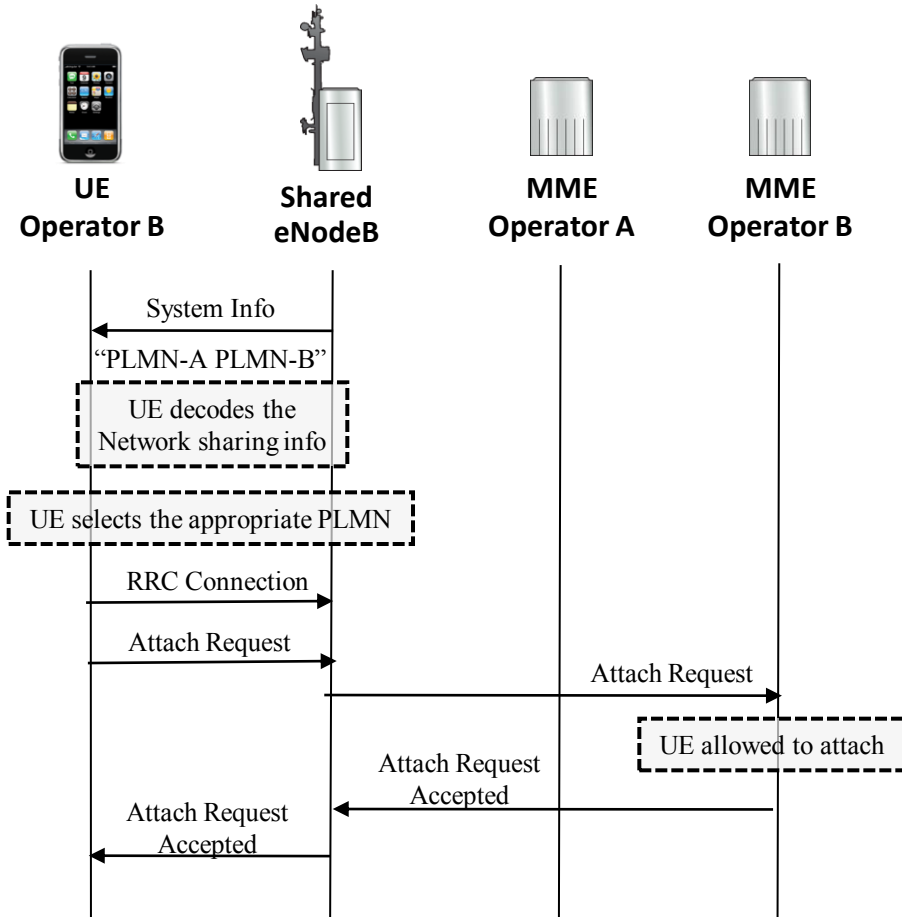 UE
Operator B
Shared
eNodeB
MME
Operator A
MME
Operator B
System Info
“PLMN-A PLMN-B”
UE decodes the
Network sharing info
UE selects the appropriate PLMN
RRC Connection
Attach Request
Attach Request
UE allowed to attach
Attach Request
Accepted
Attach Request
Accepted